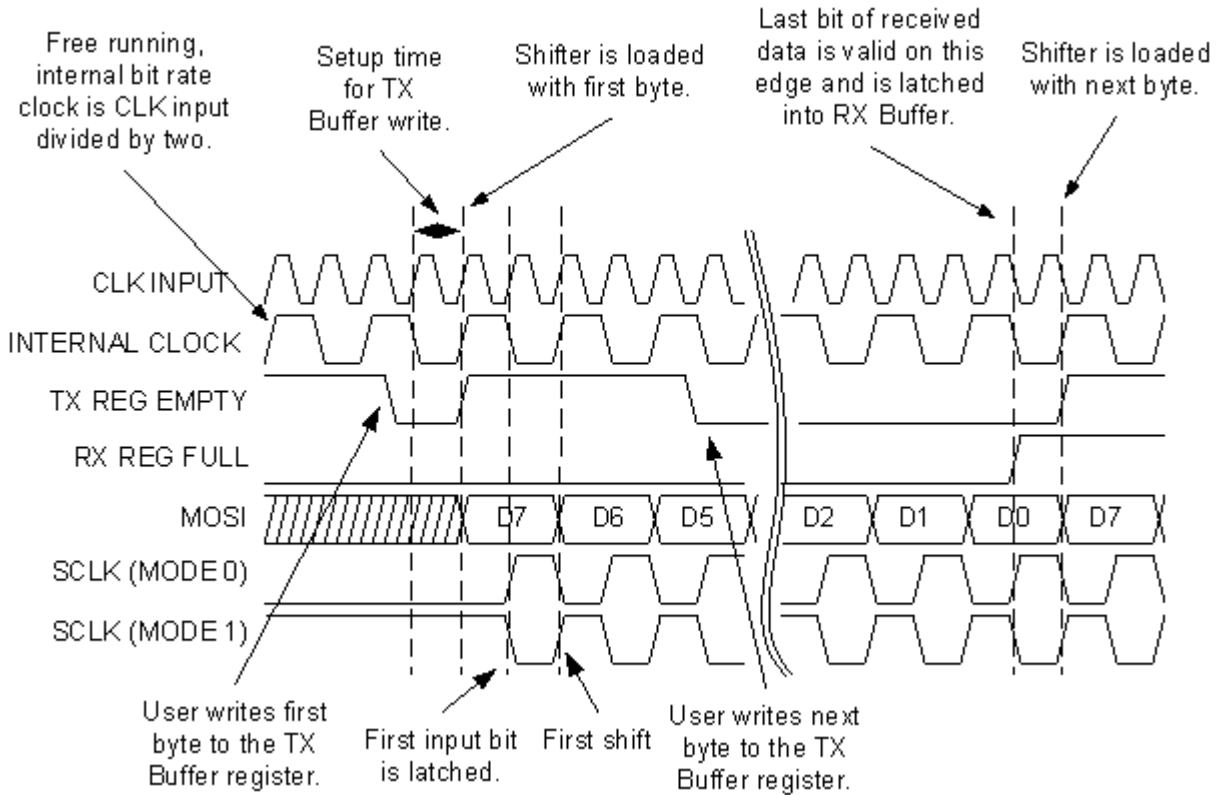 Free running,
internal bit rate
clock is CLK input
divided by two.
Setup time
for TX
Buffer write.
Shifter is loaded
with first byte.
Last bit of received
data is valid on this
edge and is latched
into RX Buffer.
Shifter is loaded
with next byte.
CLK INPUT
INTERNAL CLOCK
TX REG EMPTY
RX REG FULL
MOSI
D7 D6 D5 D2 D1 D0 D7
SCLK (MODE 0)
SCLK (MODE 1)
User writes first
byte to the TX
Buffer register.
First input bit
is latched.
First shift
User writes next
byte to the TX
Buffer register.